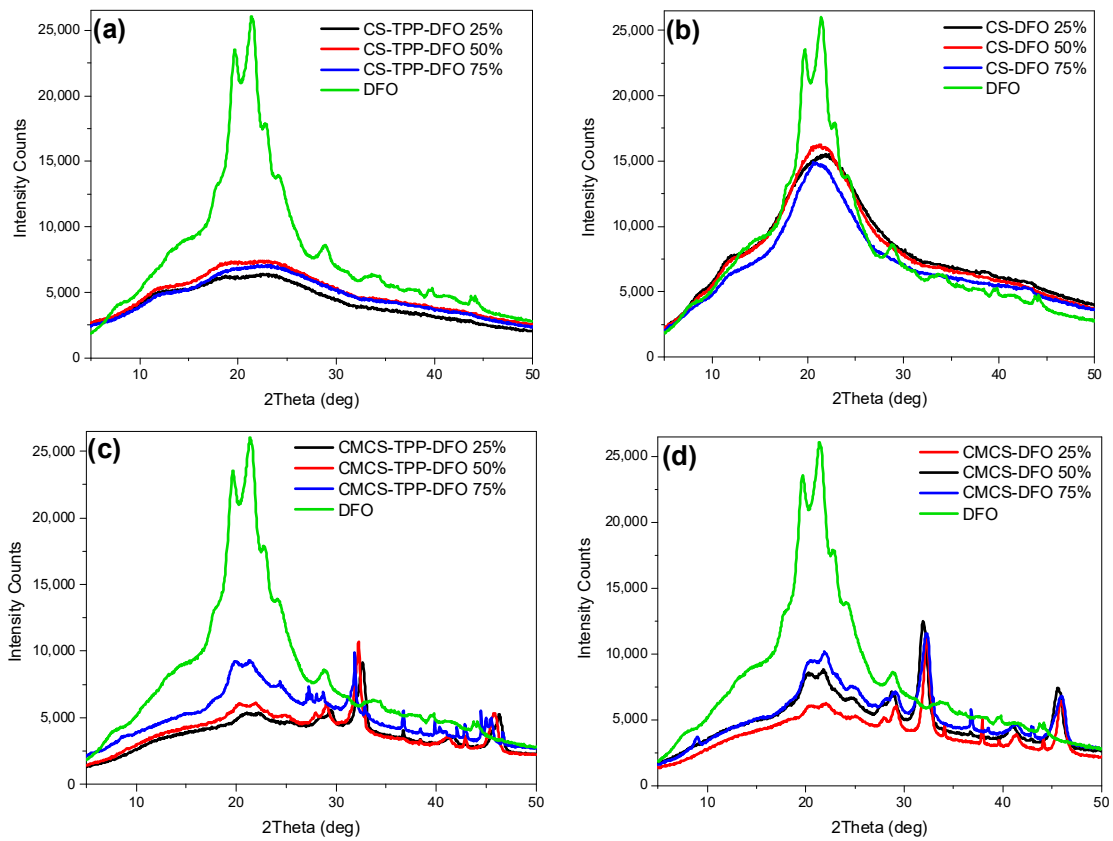 (a)
CS-TPP-DFO 25%
CS-TPP-DFO 50%
CS-TPP-DFO 75%
DFO
Intensity Counts
25,000
20,000
15,000
10,000
5,000
0
10
20
30
40
50
2Theta (deg)
(b)
CS-DFO 25%
CS-DFO 50%
CS-DFO 75%
DFO
Intensity Counts
25,000
20,000
15,000
10,000
5,000
0
10
20
30
40
50
2Theta (deg)
(c)
CMCS-TPP-DFO 25%
CMCS-TPP-DFO 50%
CMCS-TPP-DFO 75%
DFO
Intensity Counts
25,000
20,000
15,000
10,000
5,000
0
10
20
30
40
50
2Theta (deg)
(d)
CMCS-DFO 25%
CMCS-DFO 50%
CMCS-DFO 75%
DFO
Intensity Counts
25,000
20,000
15,000
10,000
5,000
0
10
20
30
40
50
2Theta (deg)